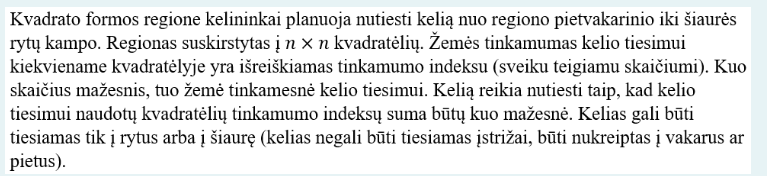 Kvadrato formos regione kelininkai planuoja nutiesti kelią nuo regiono pietvakarinio iki šiaurės
rytų kampo. Regionas suskirstytas į n × n kvadratėlių. Žemės tinkamumas kelio tiesimui
kiekviename kvadratėlyje yra išreiškiamas tinkamumo indeksu (sveiku teigiamu skaičiumi). Kuo
skaičius mažesnis, tuo žemė tinkamesnė kelio tiesimui. Kelią reikia nutiesti taip, kad kelio
tiesimui naudotų kvadratėlių tinkamumo indeksų suma būtų kuo mažesnė. Kelias gali būti
tiesiamas tik į rytus arba į šiaurę (kelias negali būti tiesiamas įstrižai, būti nukreiptas į vakarus ar
pietus).